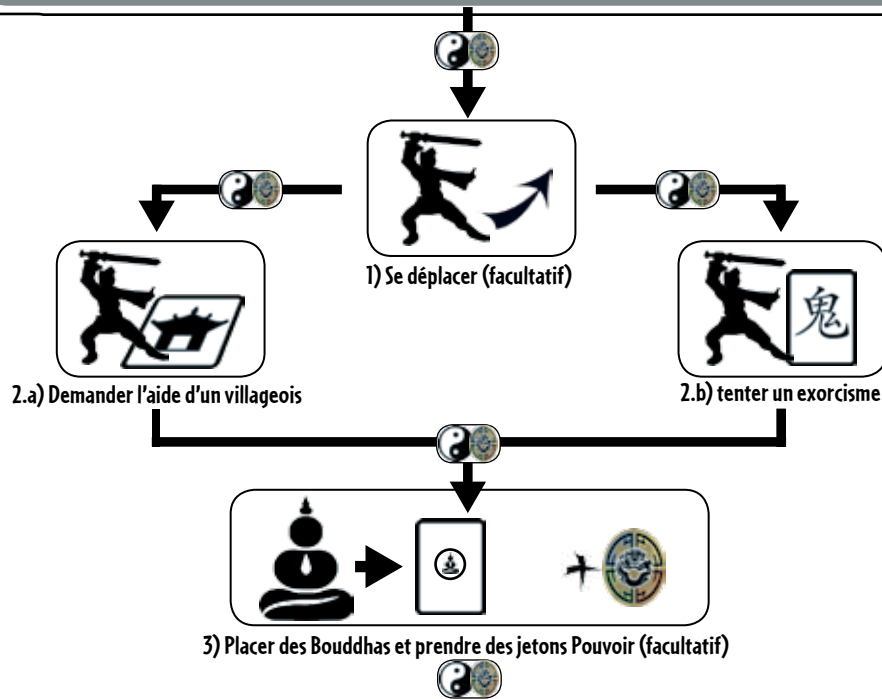 1) Se déplacer (facultatif)
鬼
2.a) Demander l'aide d'un villageois
2.b) tenter un exorcisme
3) Placer des Bouddhas et prendre des jetons Pouvoir (facultatif)